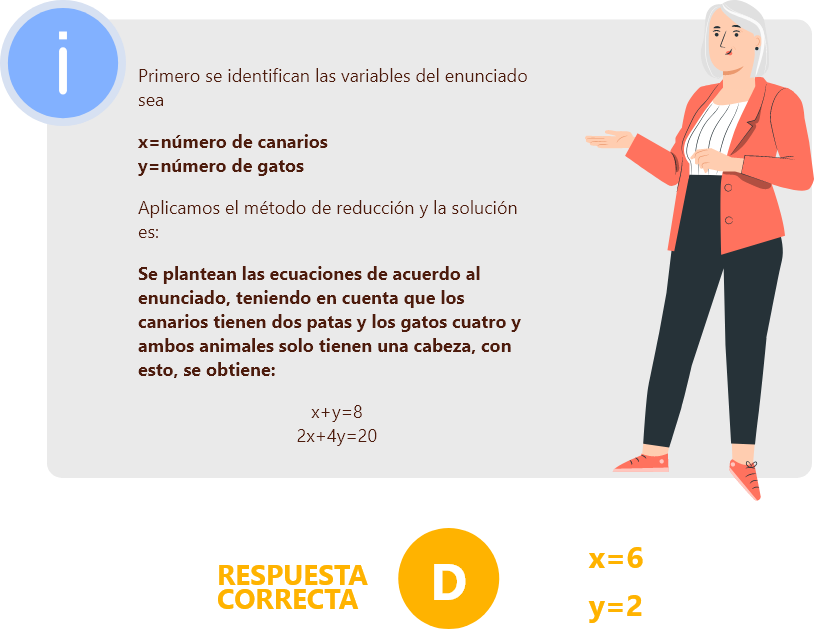 i
Primero se identifican las variables del enunciado
sea
x=número de canarios
y=número de gatos
Aplicamos el método de reducción y la solución
es:
Se plantean las ecuaciones de acuerdo al
enunciado, teniendo en cuenta que los
canarios tienen dos patas y los gatos cuatro y
ambos animales solo tienen una cabeza, con
esto, se obtiene:
x+y=8
2x+4y=20
RESPUESTA
CORRECTA
D
x=6
y=2